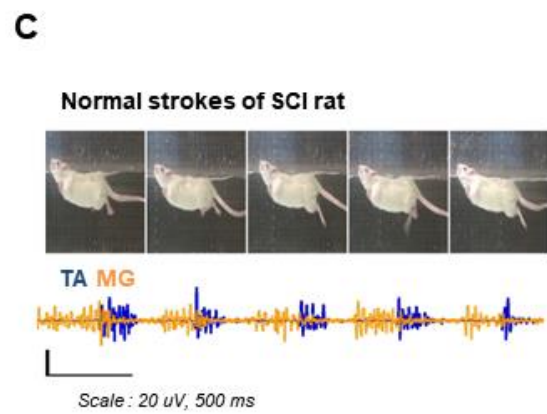 C
Normal strokes of SCI rat
TA MG
Scale : 20 uV, 500 ms